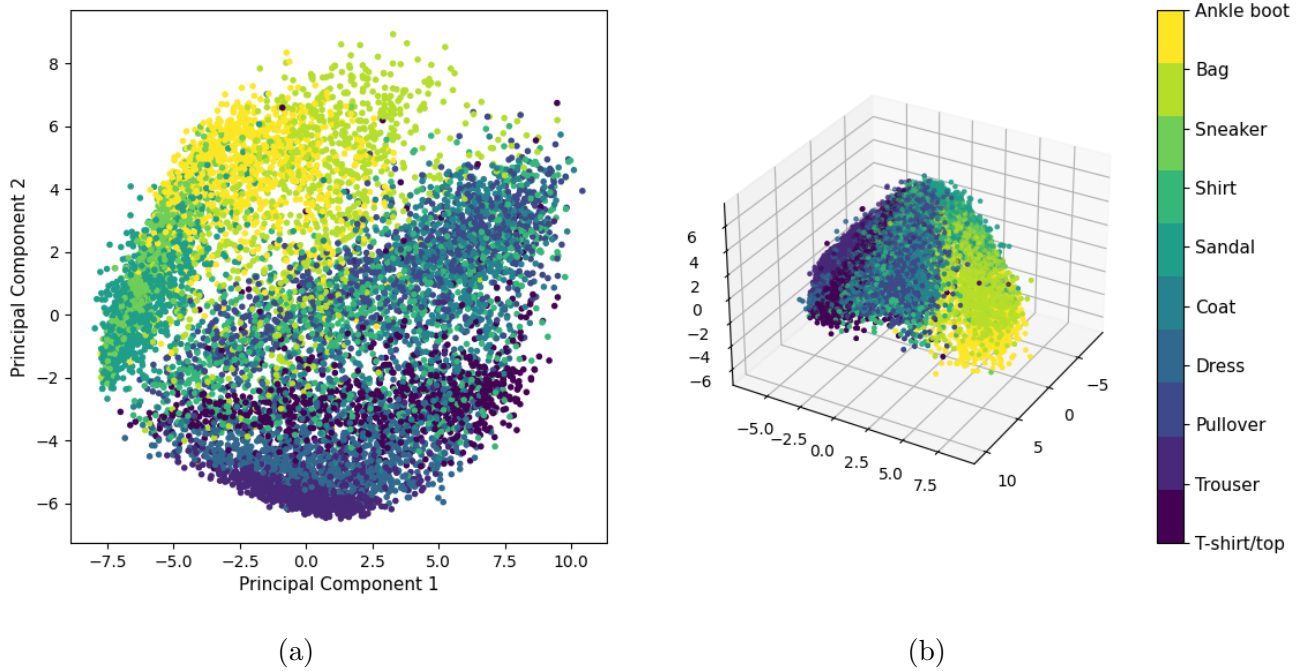 8
6
4
2
0
−2
−4
−6
Principal Component 2
−7.5 −5.0 −2.5 0.0 2.5 5.0 7.5 10.0
Principal Component 1
(a)
6
4
2
0
−2
−4
−6
−5.0 −2.5 0.0 2.5 5.0 7.5
−5
0
5
10
(b)
Ankle boot
Bag
Sneaker
Shirt
Sandal
Coat
Dress
Pullover
Trouser
T-shirt/top